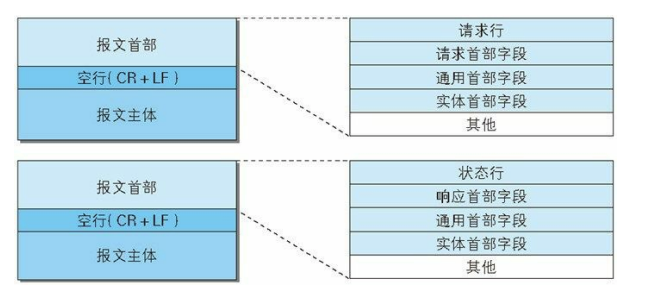 报文首部
空行(CR+LF)
报文主体
请求行
请求首部字段
通用首部字段
实体首部字段
其他
报文首部
空行(CR+LF)
报文主体
状态行
响应首部字段
通用首部字段
实体首部字段
其他